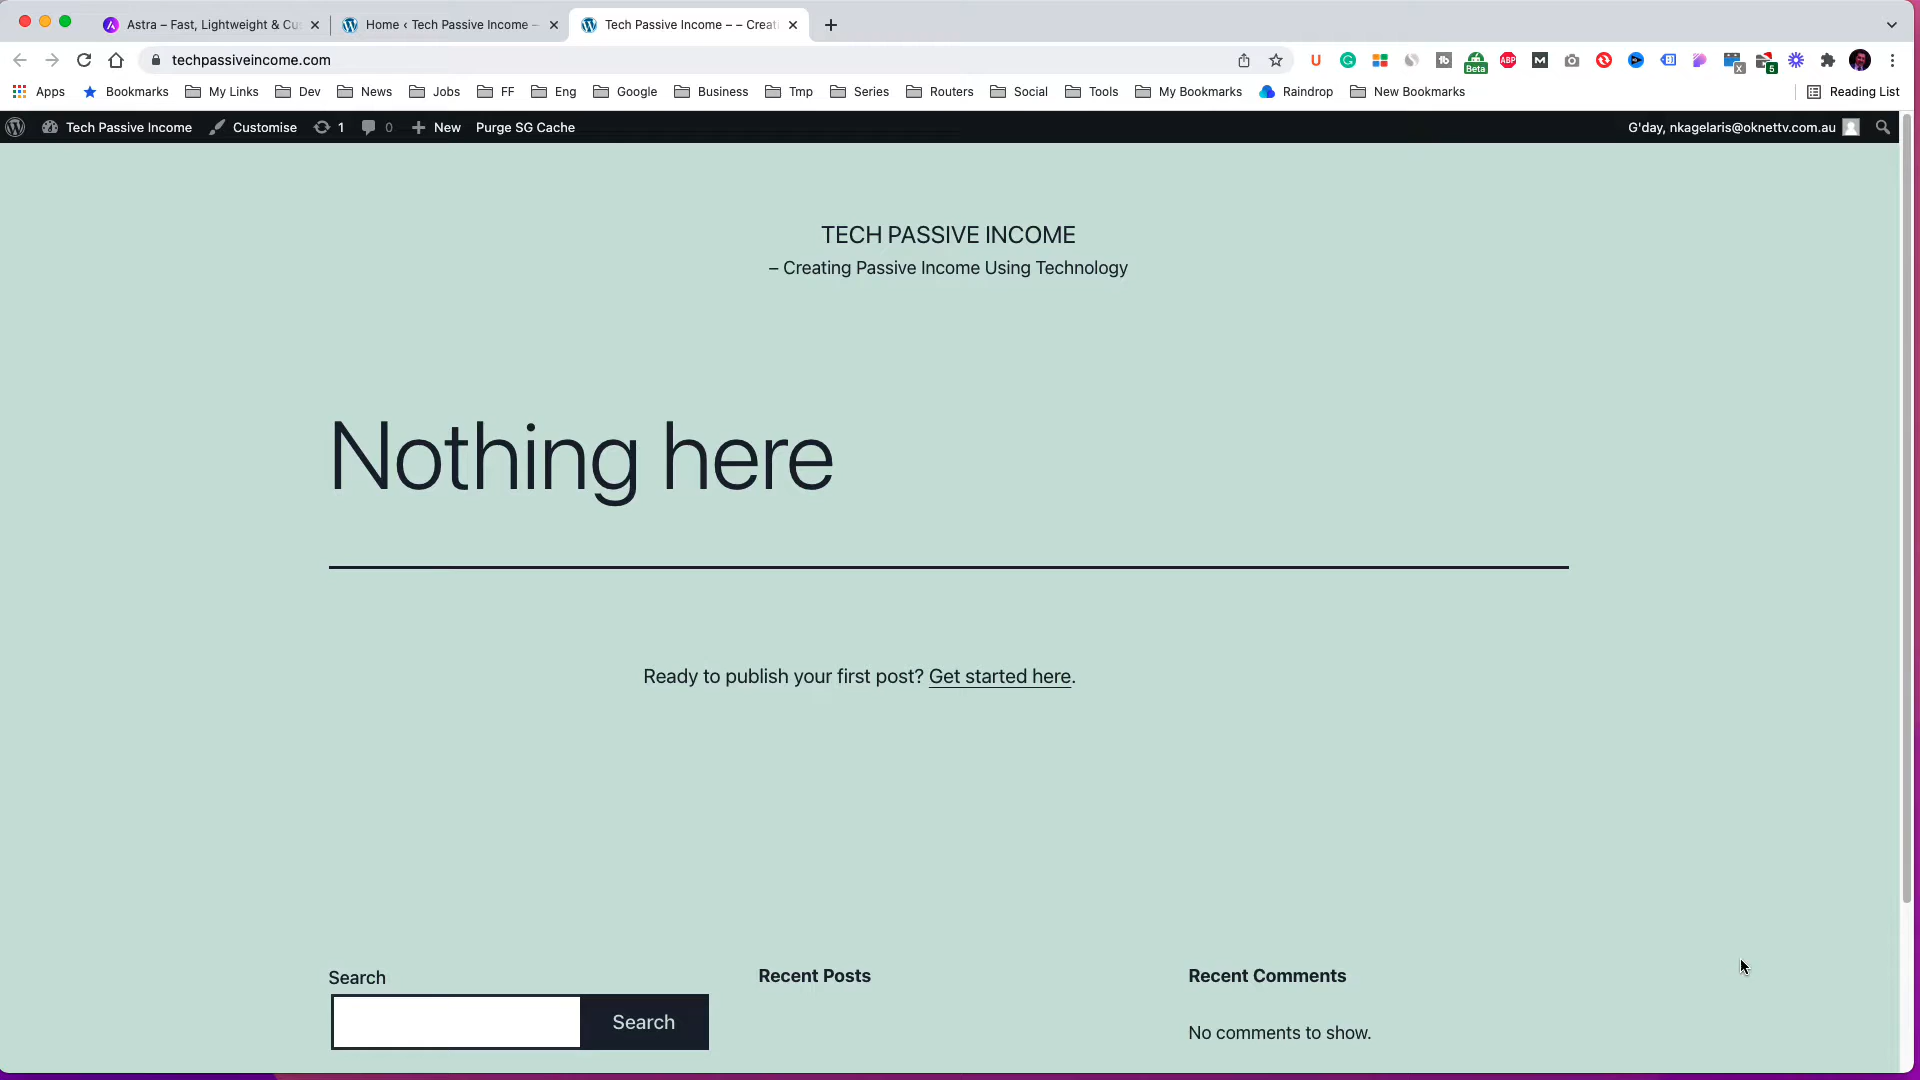 Astra – Fast, Lightweight & Cu
Home ‹ Tech Passive Income –
Tech Passive Income – – Creat
techpassiveincome.com
U
ABP
Beta
X
5
Apps
Bookmarks
My Links
Dev
News
Jobs
FF
Eng
Google
Business
Tmp
Series
Routers
Social
Tools
My Bookmarks
Raindrop
New Bookmarks
Reading List
Tech Passive Income
Customise
1
0
New
Purge SG Cache
G'day, nkagelaris@oknettv.com.au
TECH PASSIVE INCOME
– Creating Passive Income Using Technology
Nothing here
Ready to publish your first post? Get started here.
Search
Search
Recent Posts
Recent Comments
No comments to show.